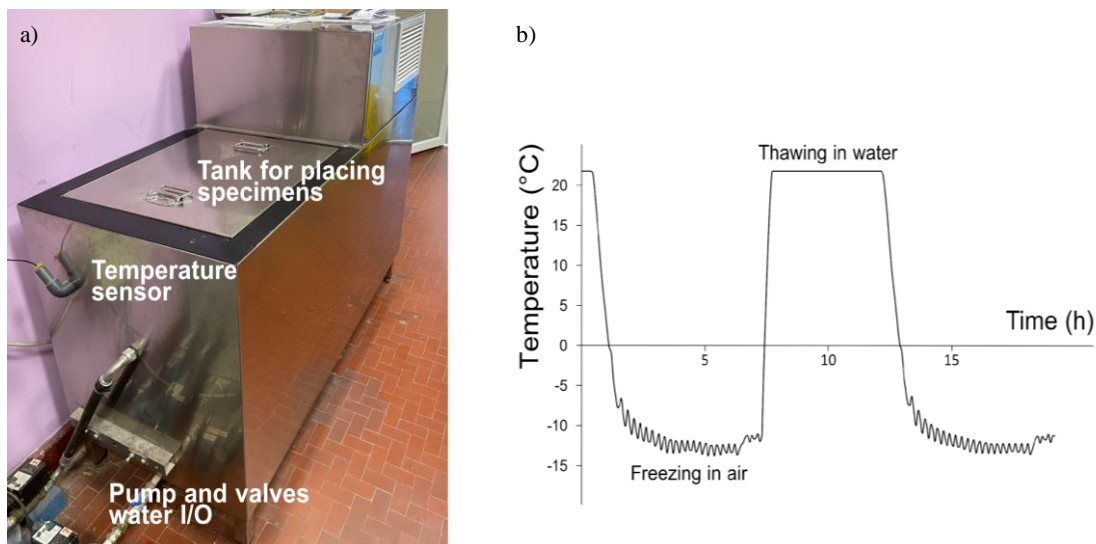 a)
Tank for placing
specimens
Temperature
sensor
Pump and valves
water I/O
b)
Temperature (°C)
Thawing in water
20
15
10
5
0
-5
-10
-15
5
10
15
Time (h)
Freezing in air